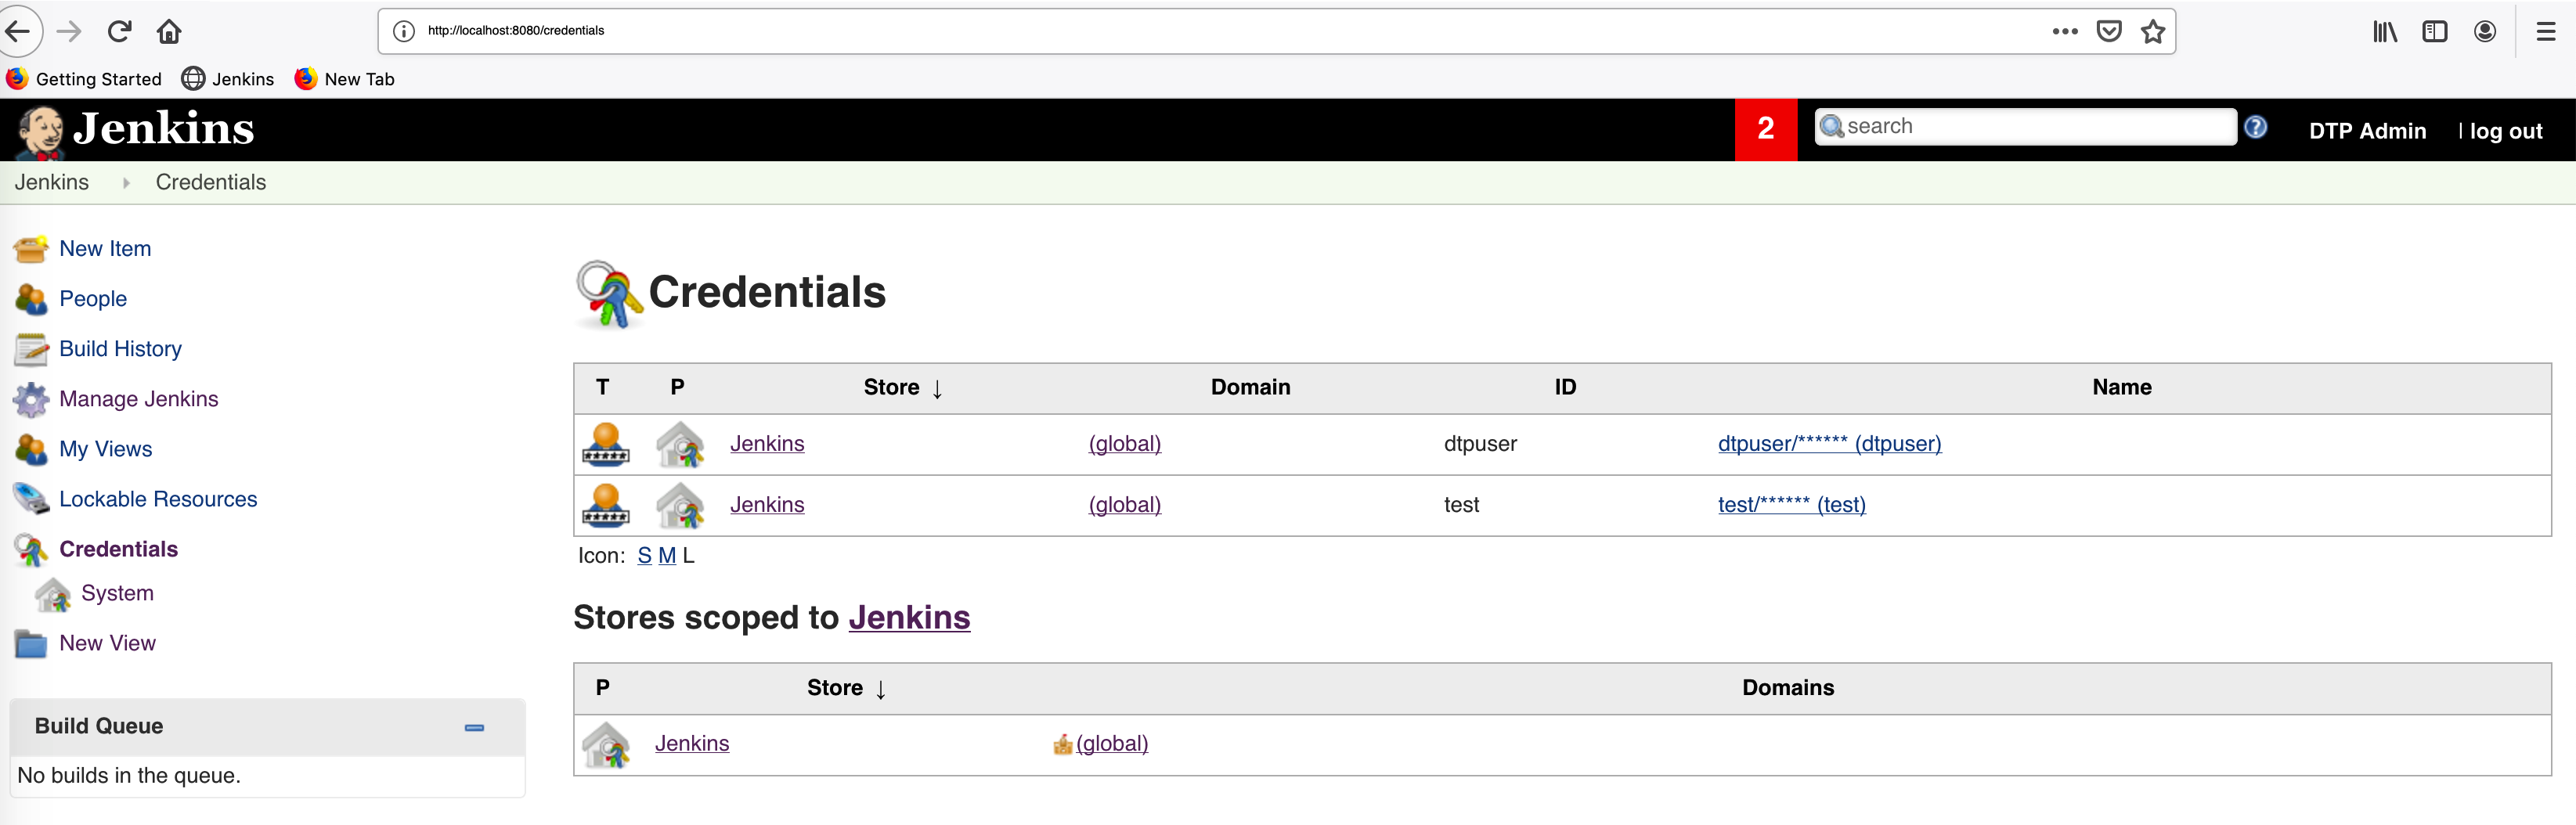 http://localhost:8080/credentials
Getting Started Jenkins New Tab
Jenkins 2 search DTP Admin | log out
Jenkins Credentials
New Item
People
Build History
Manage Jenkins
My Views
Lockable Resources
Credentials
System
New View
Build Queue
No builds in the queue.
Credentials
T P Store ↓ Domain ID Name
Jenkins (global) dtpuser dtpuser/****** (dtpuser)
Jenkins (global) test test/****** (test)
Icon: S M L
Stores scoped to Jenkins
P Store ↓ Domains
Jenkins (global)